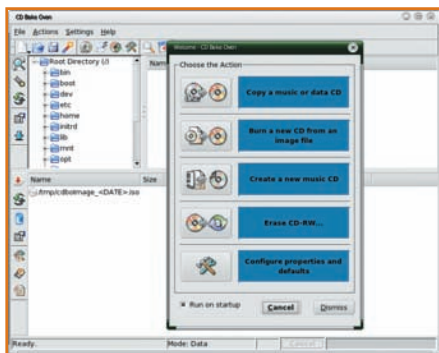 CD Bake Oven
File Actions Settings Help
Welcome - CD Bake Oven
Root Directory (/)
bin
boot
dev
etc
home
initrd
lib
mnt
opt
Name
Choose the Action
Copy a music or data CD
Burn a new CD from an
image file
Create a new music CD
Erase CD-RW...
Configure properties and
defaults
Run on startup
Cancel
Dismiss
Name Size
/tmp/cdboImage_<DATE>.iso
Ready. Mode: Data Cancel